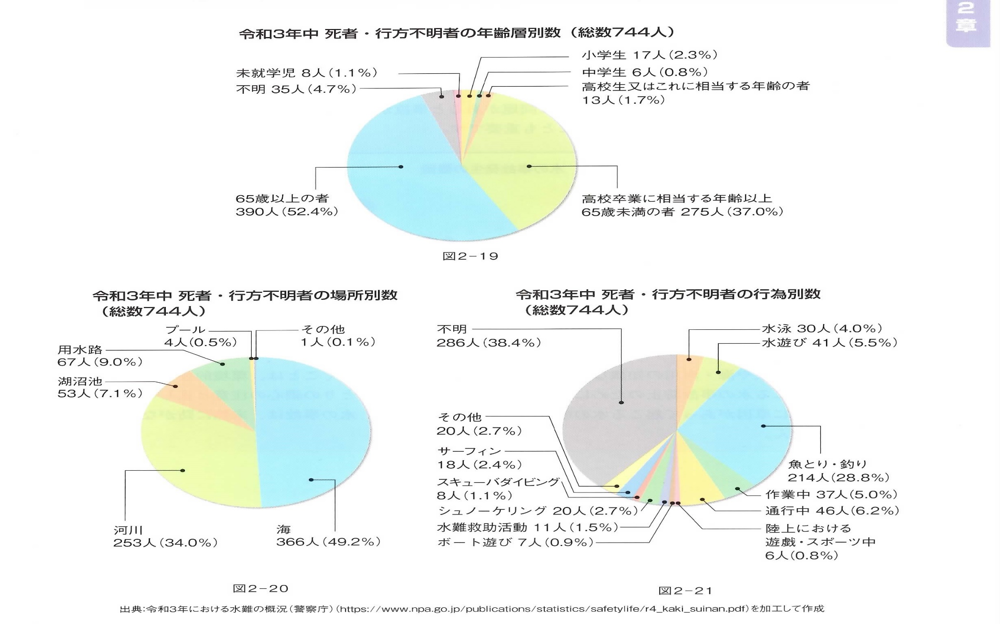 2章
令和3年中 死者・行方不明者の年齢層別数（総数744人）
小学生 17人(2.3%)
未就学児 8人(1.1%)
中学生 6人(0.8%)
不明 35人(4.7%)
高校生又はこれに相当する年齢の者
13人(1.7%)
65歳以上の者
390人(52.4%)
高校卒業に相当する年齢以上
65歳未満の者 275人(37.0%)
図2-19
令和3年中 死者・行方不明者の場所別数
（総数744人）
プール
4人(0.5%)
その他
1人(0.1%)
用水路
67人(9.0%)
湖沼池
53人(7.1%)
河川
253人(34.0%)
海
366人(49.2%)
図2-20
令和3年中 死者・行方不明者の行為別数
（総数744人）
不明
286人(38.4%)
水泳 30人(4.0%)
水遊び 41人(5.5%)
その他
20人(2.7%)
サーフィン
18人(2.4%)
スキューバダイビング
8人(1.1%)
シュノーケリング 20人(2.7%)
水難救助活動 11人(1.5%)
ボート遊び 7人(0.9%)
魚とり・釣り
214人(28.8%)
作業中 37人(5.0%)
通行中 46人(6.2%)
陸上における
遊戯・スポーツ中
6人(0.8%)
図2-21
出典:令和3年における水難の概況(警察庁)(https://www.npa.go.jp/publications/statistics/safetylife/r4_kaki_suinan.pdf)を加工して作成